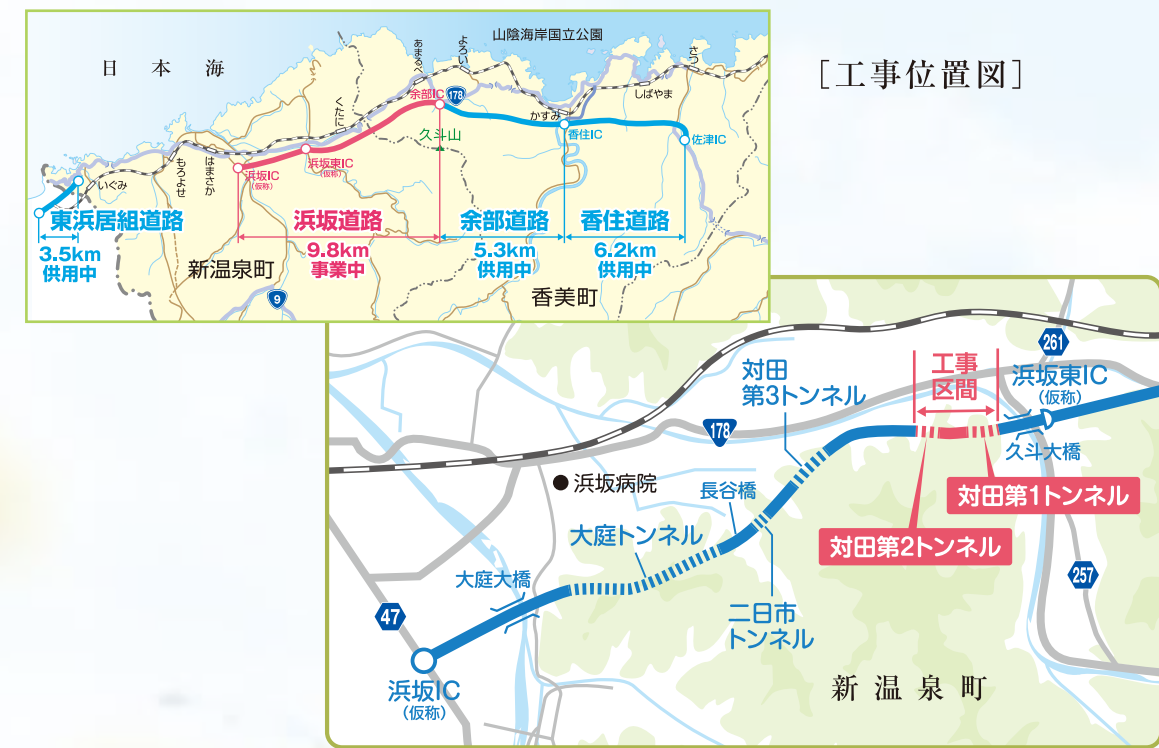 [工事位置図]
日本海
山陰海岸国立公園
あまるべ
よろい
さつ
くたに
余部IC
178
しばやま
かすみ
香住IC
佐津IC
久斗山
浜坂東IC
(仮称)
浜坂IC
(仮称)
はまさか
もろよせ
いぐみ
東浜居組道路
3.5km
供用中
浜坂道路
9.8km
事業中
余部道路
5.3km
供用中
香住道路
6.2km
供用中
新温泉町
9
香美町
261
工事
区間
浜坂東IC
(仮称)
対田
第3トンネル
178
久斗大橋
浜坂病院
長谷橋
対田第1トンネル
大庭トンネル
対田第2トンネル
大庭大橋
257
47
二日市
トンネル
浜坂IC
(仮称)
新温泉町